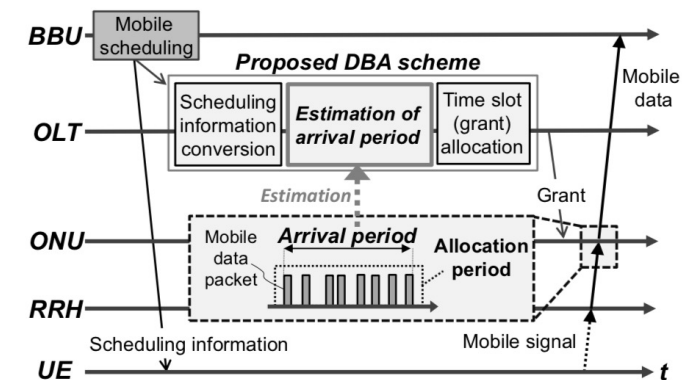 BBU
Mobile
scheduling
Proposed DBA scheme
Mobile
data
OLT
Scheduling
information
conversion
Estimation of
arrival period
Time slot
(grant)
allocation
Estimation
Grant
ONU
Mobile
data
packet
Arrival period
Allocation
period
RRH
Scheduling information
Mobile signal
UE
t